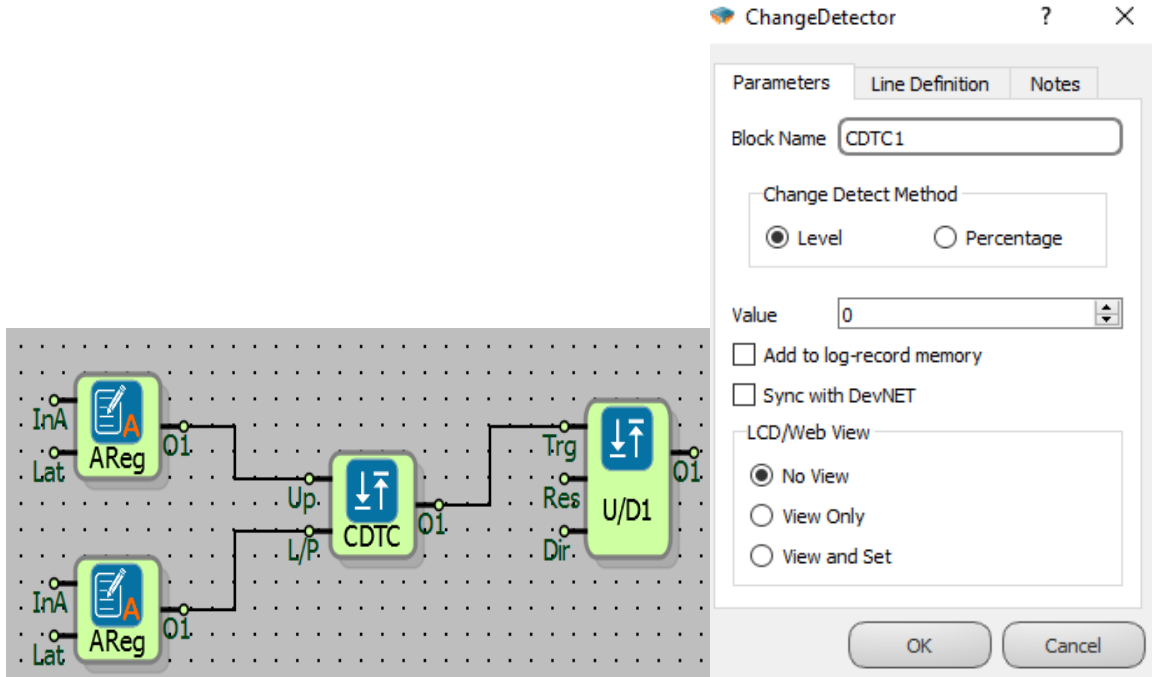 ChangeDetector
?
Parameters
Line Definition
Notes
Block Name
CDTC1
Change Detect Method
Level
Percentage
Value
0
Add to log-record memory
Sync with DevNET
LCD/Web View
No View
View Only
View and Set
OK
Cancel
InA
Lat
A
AReg
O1
Up
L/P
CDTC
O1
Trg
Res
Dir
U/D1
O1
InA
Lat
A
AReg
O1